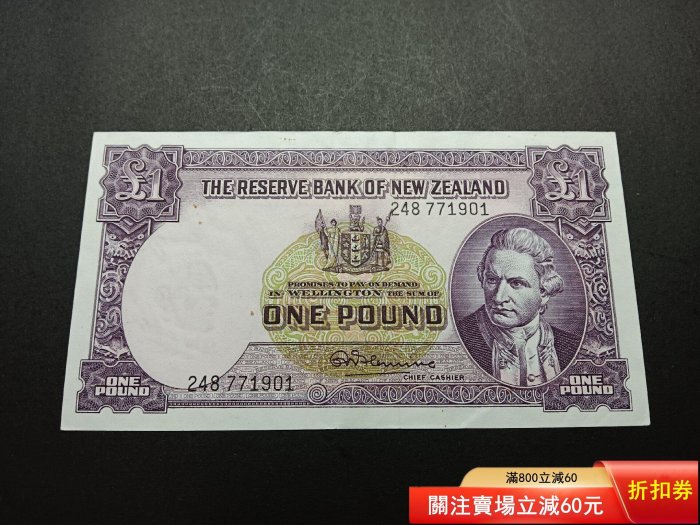 £1 £1
THE RESERVE BANK OF NEW ZEALAND
248 771901
PROMISES TO PAY ON DEMAND
IN WELLINGTON THE SUM OF
ONE POUND
CHIEF CASHIER
248 771901
ONE POUND
ONE POUND
滿800立減60
關注賣場立減60元
折扣券